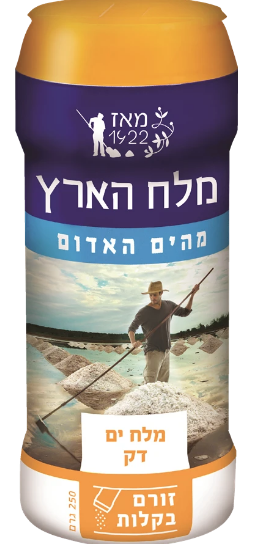 מאז
1922
מלח הארץ
מהים האדום
מלח ים
דק
זורם
בקלות
250 גרם